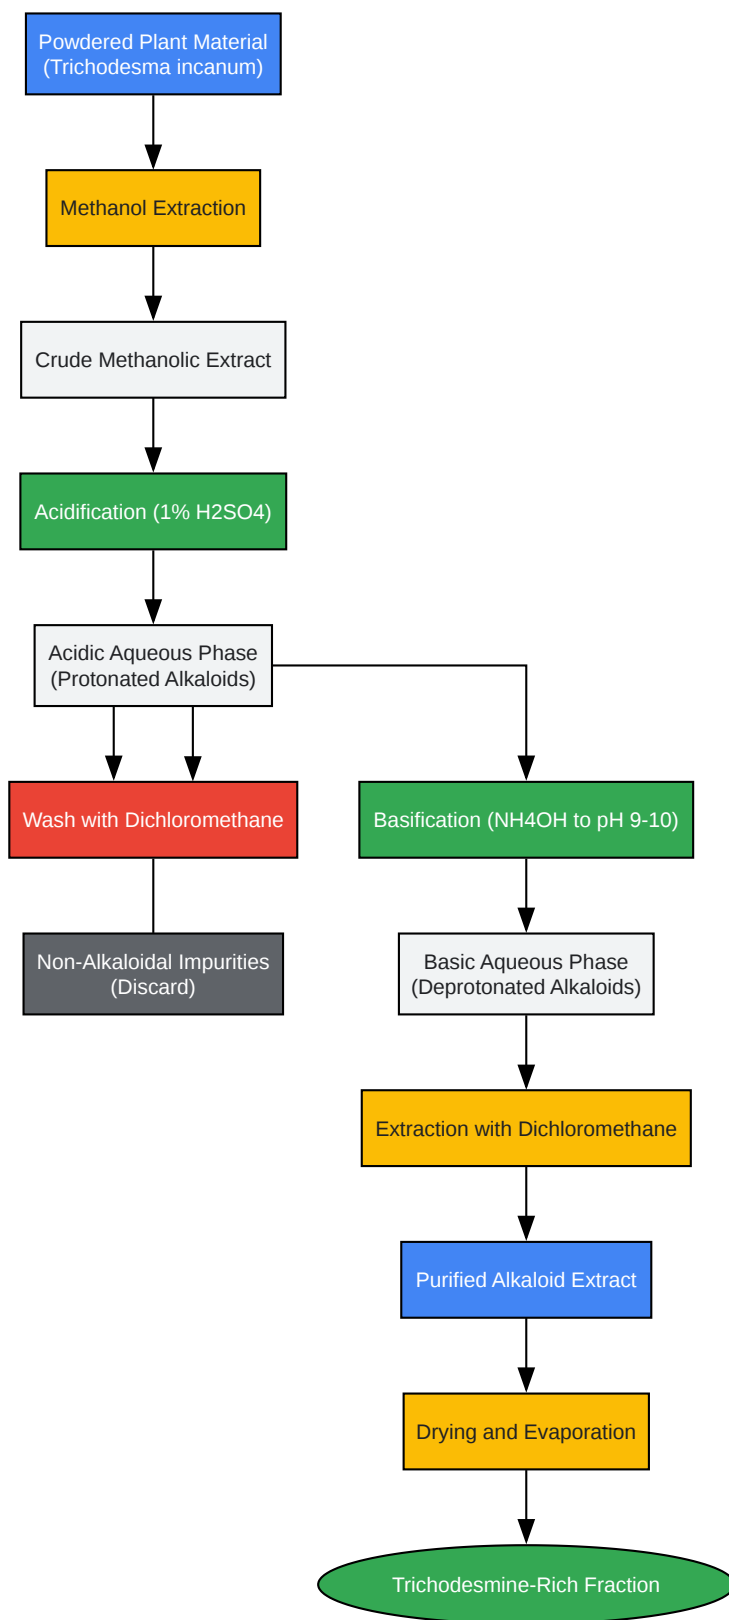 Powdered Plant Material
(Trichodesma incanum)
Methanol Extraction
Crude Methanolic Extract
Acidification (1% H2SO4)
Acidic Aqueous Phase
(Protonated Alkaloids)
Wash with Dichloromethane
Basification (NH4OH to pH 9-10)
Non-Alkaloidal Impurities
(Discard)
Basic Aqueous Phase
(Deprotonated Alkaloids)
Extraction with Dichloromethane
Purified Alkaloid Extract
Drying and Evaporation
Trichodesmine-Rich Fraction